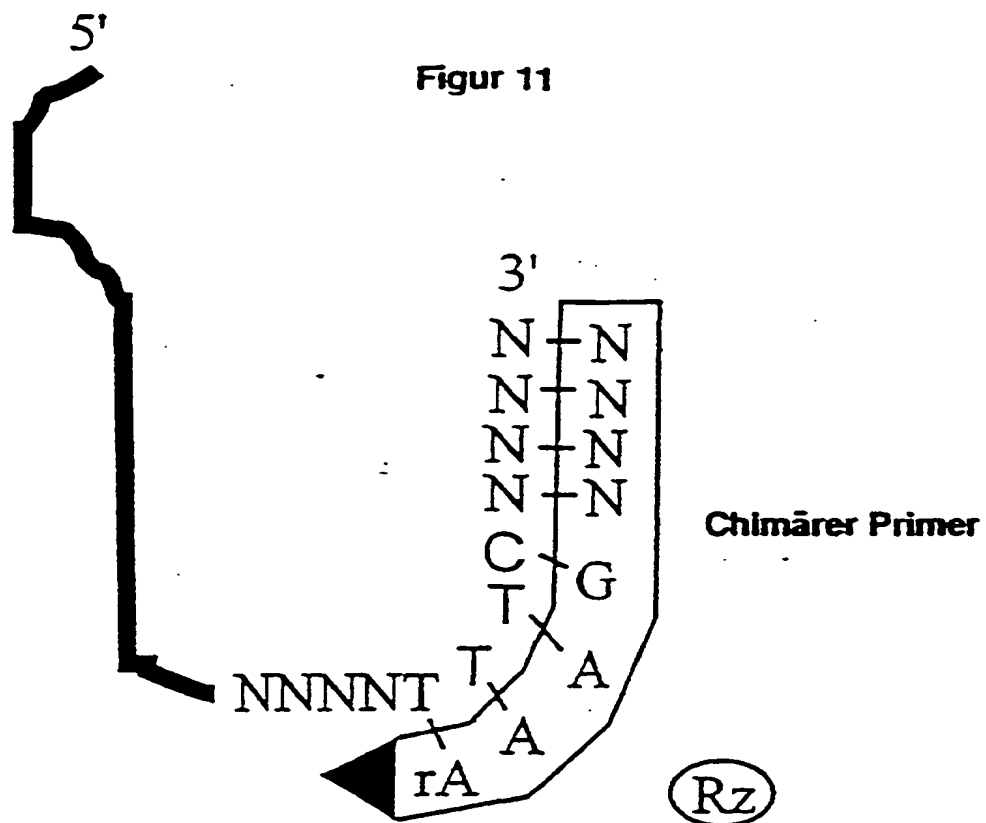 5'
Figur 11
3'
N N
N N
N N
N N
Chimärer Primer
C G
T A
T A
NNNNT
rA
Rz